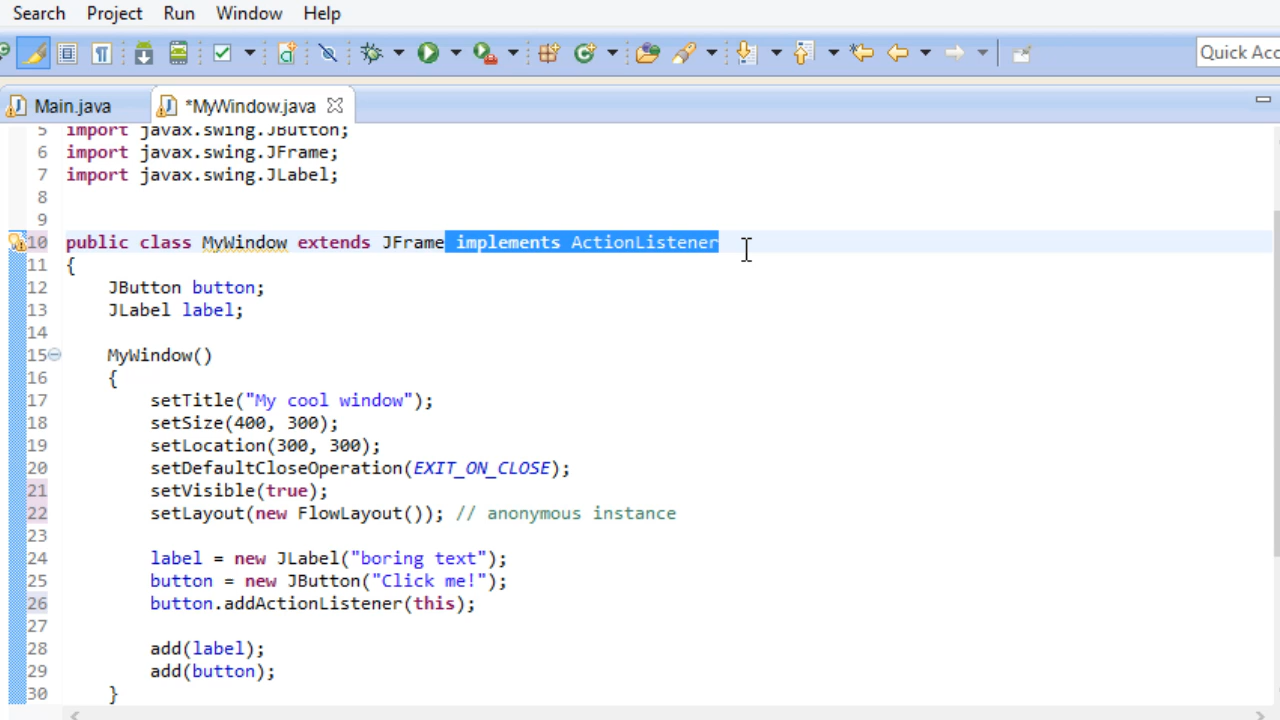 Search Project Run Window Help
Quick Acc
Main.java *MyWindow.java
5 import javax.swing.JButton;
6 import javax.swing.JFrame;
7 import javax.swing.JLabel;
8
9
10 public class MyWindow extends JFrame implements ActionListener
11 {
12 JButton button;
13 JLabel label;
14
15 MyWindow()
16 {
17 setTitle("My cool window");
18 setSize(400, 300);
19 setLocation(300, 300);
20 setDefaultCloseOperation(EXIT_ON_CLOSE);
21 setVisible(true);
22 setLayout(new FlowLayout()); // anonymous instance
23
24 label = new JLabel("boring text");
25 button = new JButton("Click me!");
26 button.addActionListener(this);
27
28 add(label);
29 add(button);
30 }